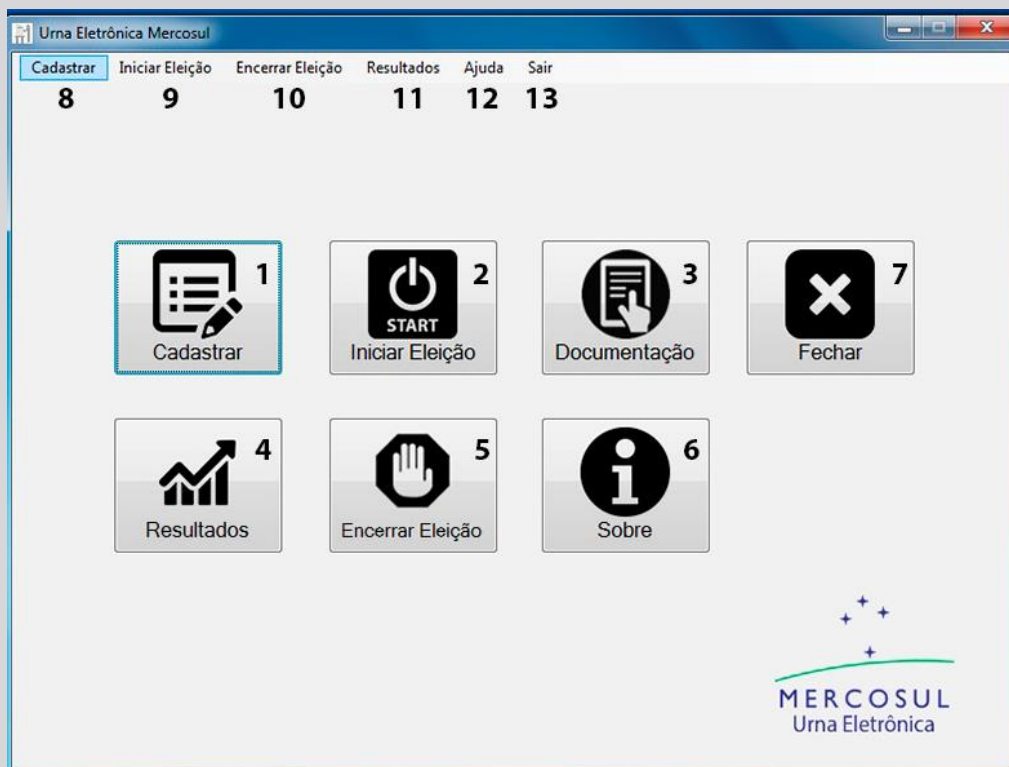 Urna Eletrônica Mercosul
Cadastrar Iniciar Eleição Encerrar Eleição Resultados Ajuda Sair
8 9 10 11 12 13
1 2 3 7
START
Cadastrar Iniciar Eleição Documentação Fechar
4 5 6
Resultados Encerrar Eleição Sobre
MERCOSUL
Urna Eletrônica